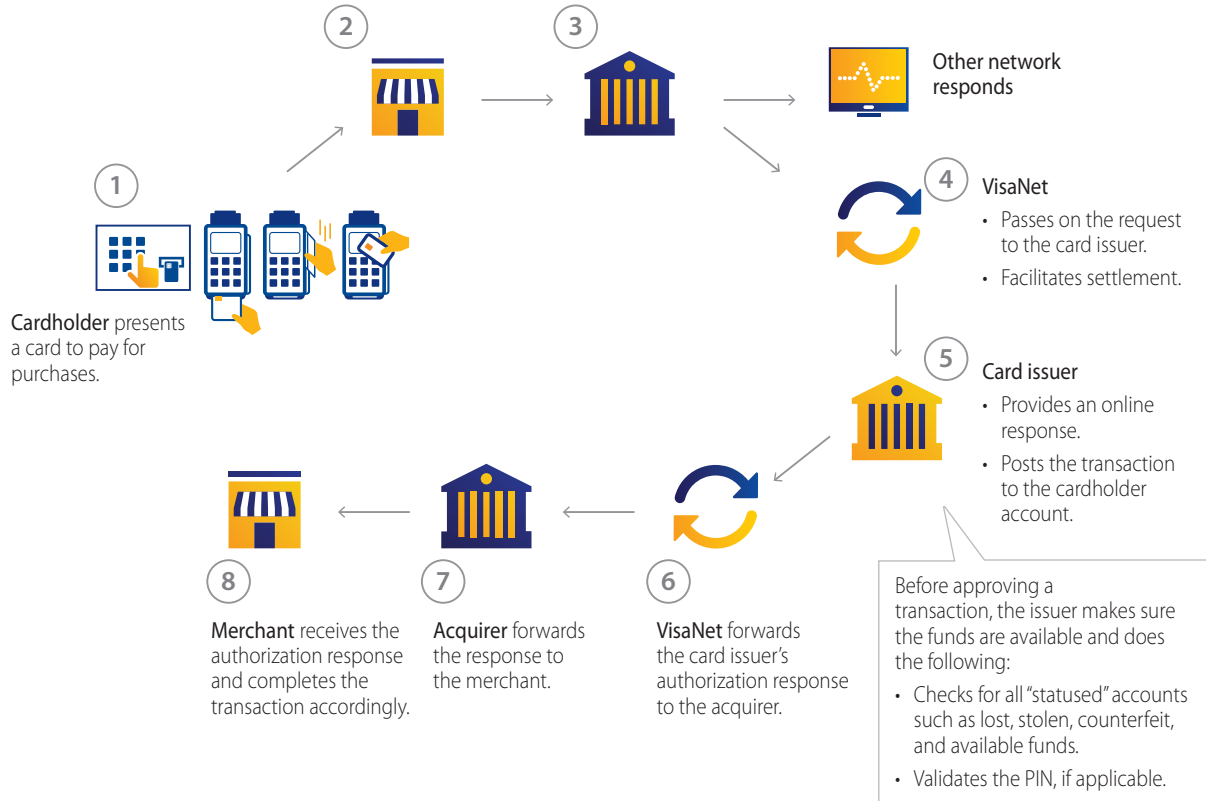 2
3
Other network
responds
1
Cardholder presents
a card to pay for
purchases.
4
VisaNet
• Passes on the request
to the card issuer.
• Facilitates settlement.
5
Card issuer
• Provides an online
response.
• Posts the transaction
to the cardholder
account.
Before approving a
transaction, the issuer makes sure
the funds are available and does
the following:
• Checks for all “statused” accounts
such as lost, stolen, counterfeit,
and available funds.
• Validates the PIN, if applicable.
6
VisaNet forwards
the card issuer’s
authorization response
to the acquirer.
7
Acquirer forwards
the response to
the merchant.
8
Merchant receives the
authorization response
and completes the
transaction accordingly.